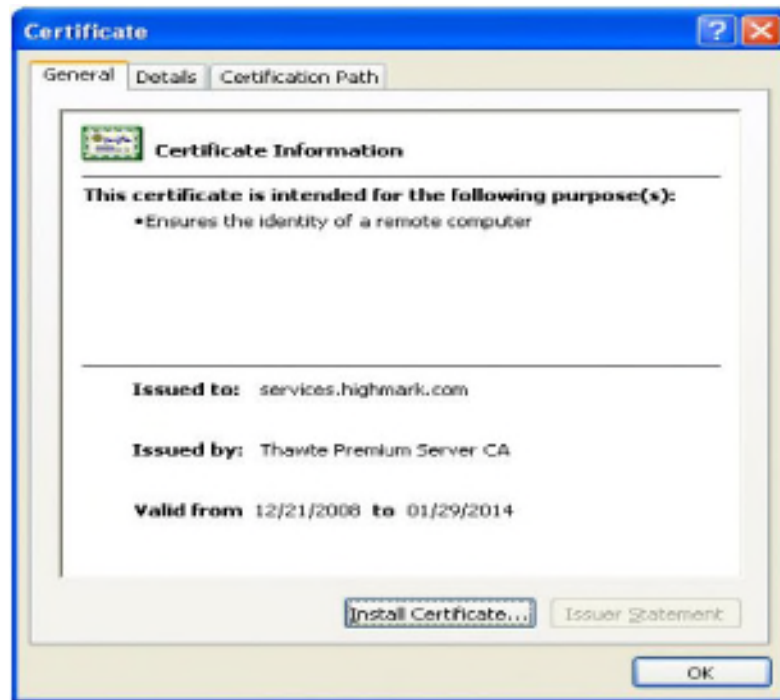 Certificate
General Details Certification Path
Certificate Information
This certificate is intended for the following purpose(s):
•Ensures the identity of a remote computer
Issued to: services.highmark.com
Issued by: Thawte Premium Server CA
Valid from 12/21/2008 to 01/29/2014
Install Certificate... Issuer Statement
OK